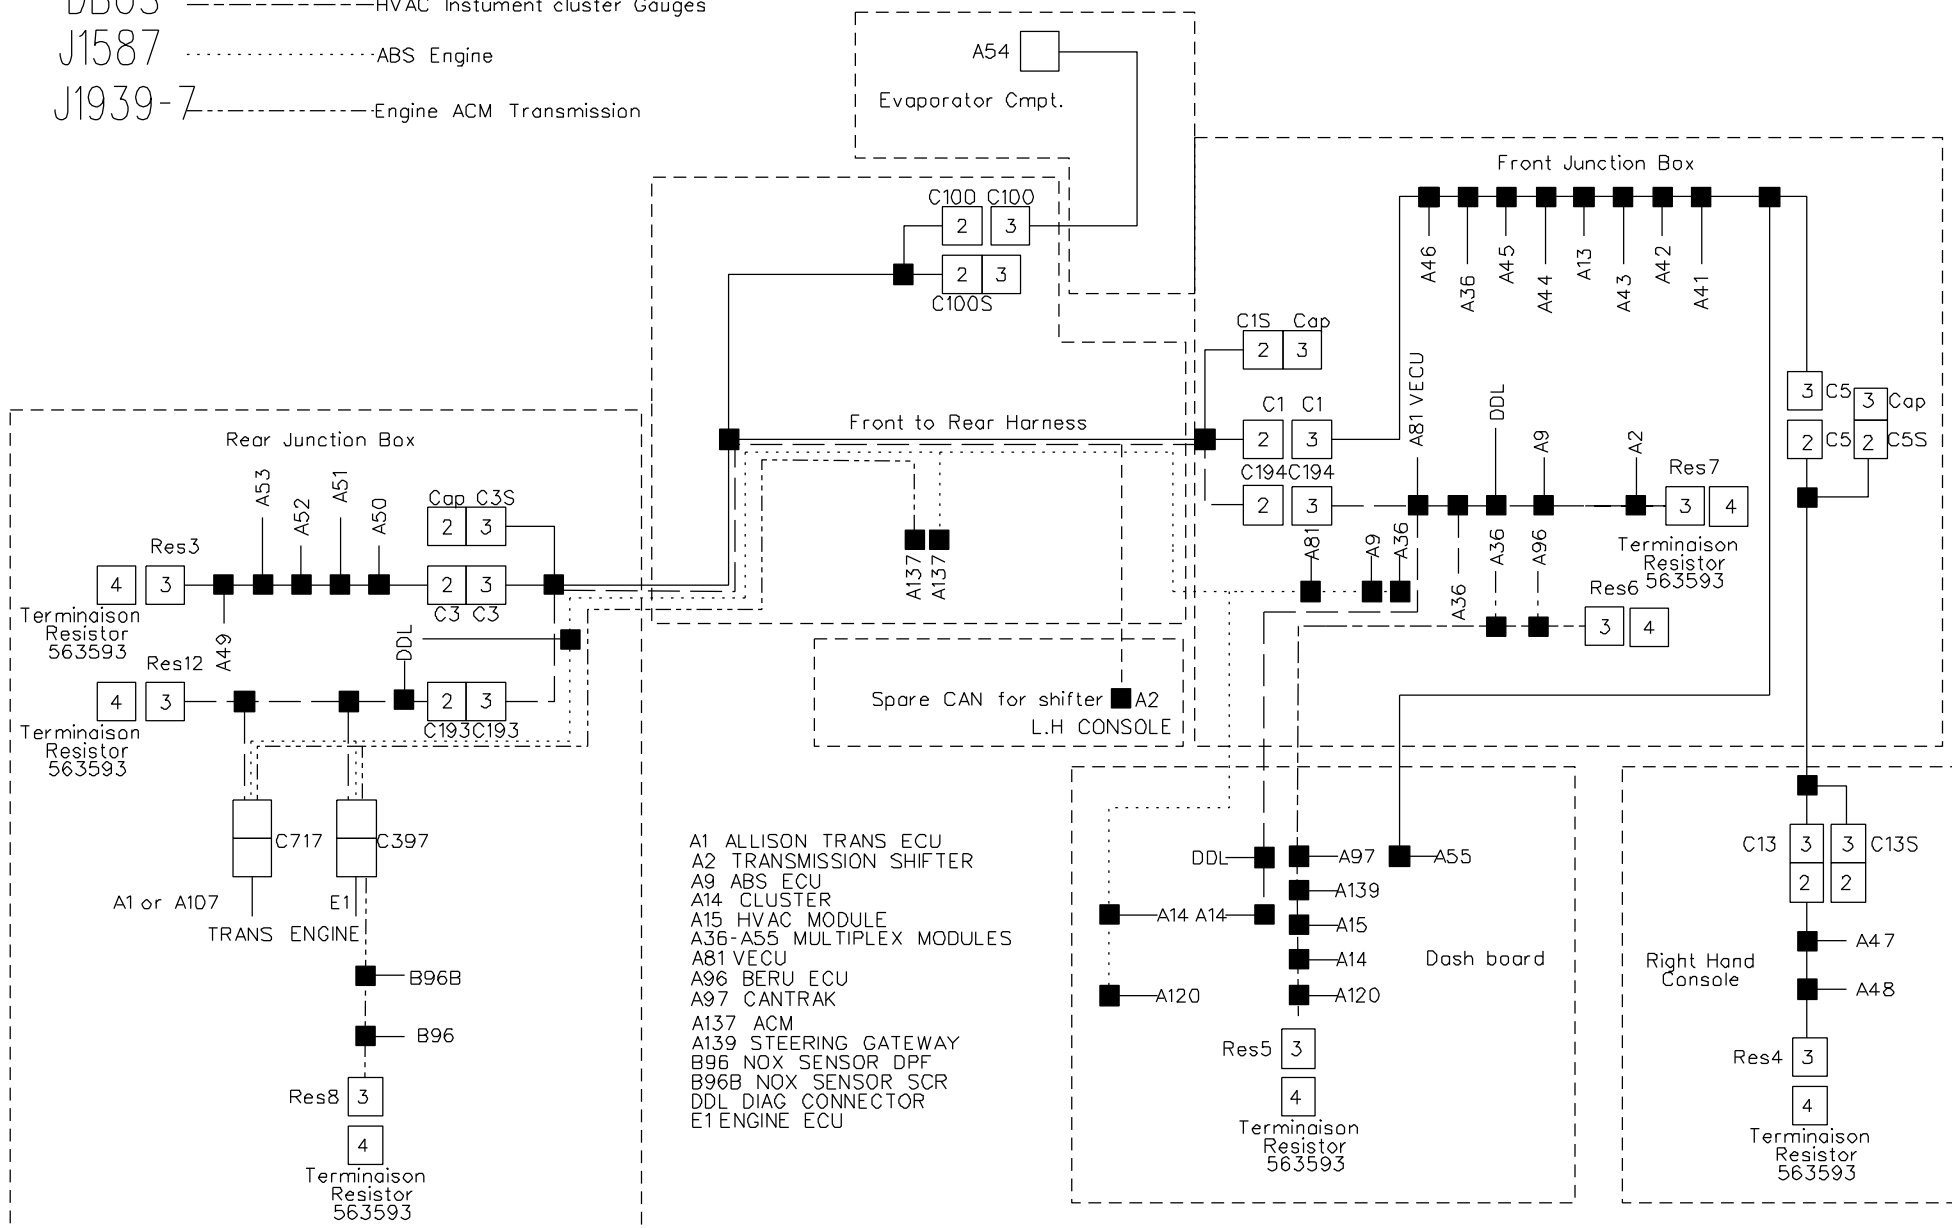 DB03 HVAC Instument cluster Gauges
J1587 ABS Engine
J1939-7 Engine ACM Transmission
A54
Evaporator Cmpt.
Front Junction Box
C100 C100
2 3
2 3
C100S
A46 A36 A45 A44 A13 A43 A42 A41
C1S Cap
2 3
Front to Rear Harness
C1 C1
2 3
C194 C194
2 3
A81 VECU
DDL
A9
A2
Res7
3 4
Terminaison
Resistor
563593
3 C5
2 C5
3 Cap
2 C5S
A81 A9 A36
A36
A36
A96
Res6
3 4
Rear Junction Box
A53 A52 A51 A50
Cap C3S
2 3
Res3
4 3
2 3
C3 C3
Terminaison
Resistor
563593
A49
DDL
Res12
4 3
2 3
C193 C193
Terminaison
Resistor
563593
A137 A137
Spare CAN for shifter A2
L.H CONSOLE
C717
C397
A1 or A107
E1
TRANS ENGINE
B96B
B96
Res8 3
4
Terminaison
Resistor
563593
A1 ALLISON TRANS ECU
A2 TRANSMISSION SHIFTER
A9 ABS ECU
A14 CLUSTER
A15 HVAC MODULE
A36-A55 MULTIPLEX MODULES
A81 VECU
A96 BERU ECU
A97 CANTRAK
A137 ACM
A139 STEERING GATEWAY
B96 NOX SENSOR DPF
B96B NOX SENSOR SCR
DDL DIAG CONNECTOR
E1 ENGINE ECU
DDL A97 A55
A139
A14 A14 A15
A14
A120 A120
Dash board
Res5 3
4
Terminaison
Resistor
563593
C13 3 3 C13S
2 2
A47
Right Hand
Console
A48
Res4 3
4
Terminaison
Resistor
563593